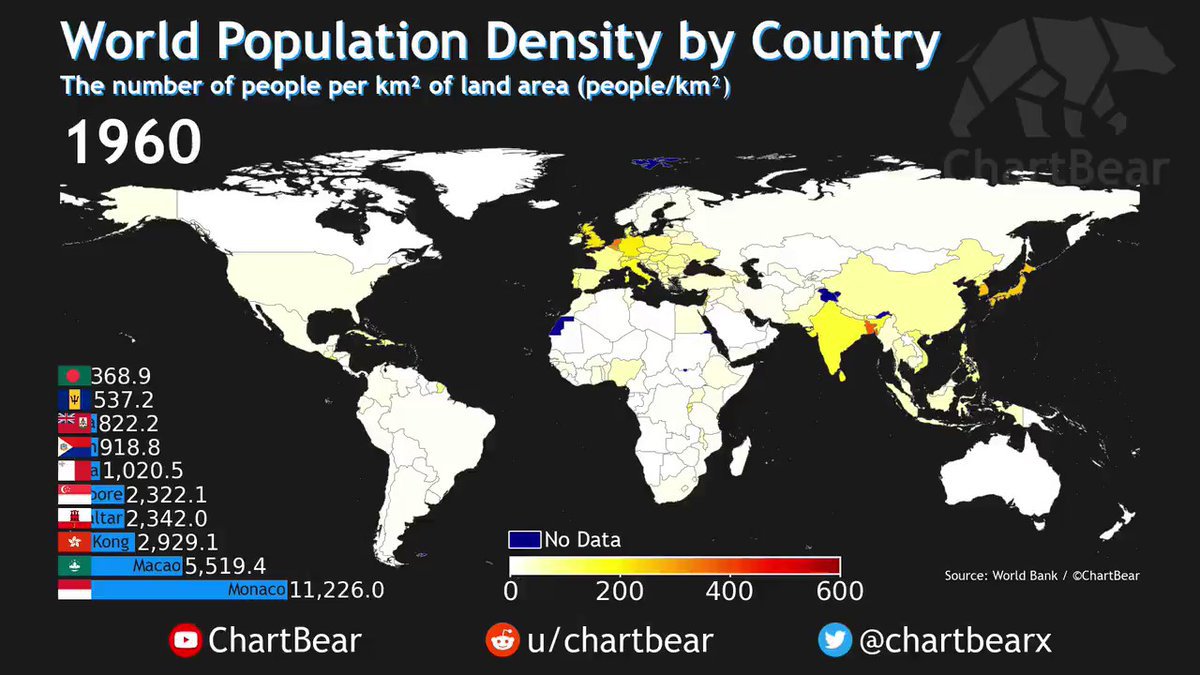 World Population Density by Country
The number of people per km² of land area (people/km²)
1960
ChartBear
368.9
537.2
822.2
918.8
1,020.5
2,322.1
2,342.0
Kong 2,929.1
Macao 5,519.4
Monaco 11,226.0
No Data
0 200 400 600
Source: World Bank / ©ChartBear
ChartBear u/chartbear @chartbearx